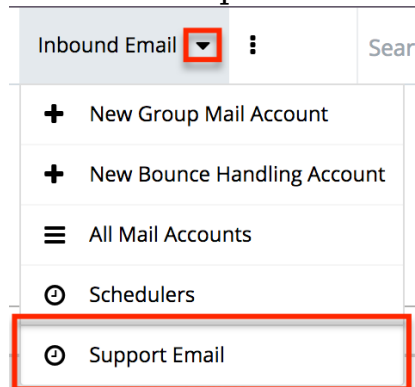 Inbound Email
Sear
New Group Mail Account
New Bounce Handling Account
All Mail Accounts
Schedulers
Support Email